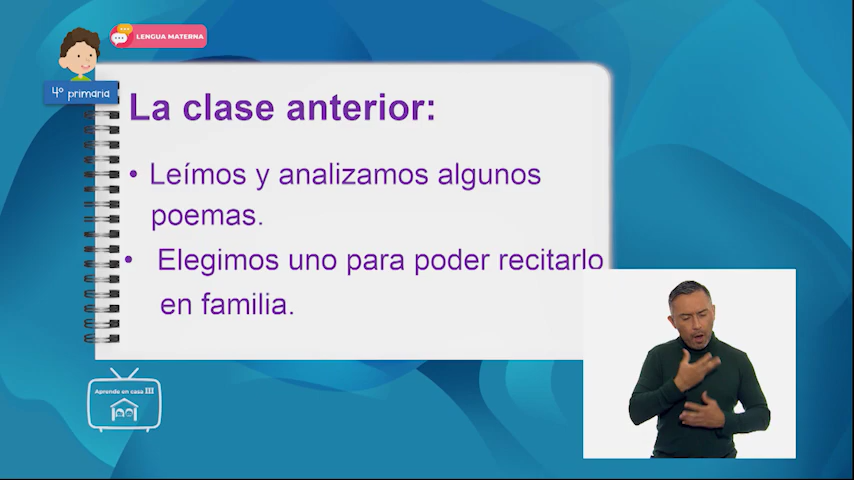 LENGUA MATERNA
4º primaria
La clase anterior:
• Leímos y analizamos algunos
poemas.
• Elegimos uno para poder recitarlo
en familia.
Aprende en casa III